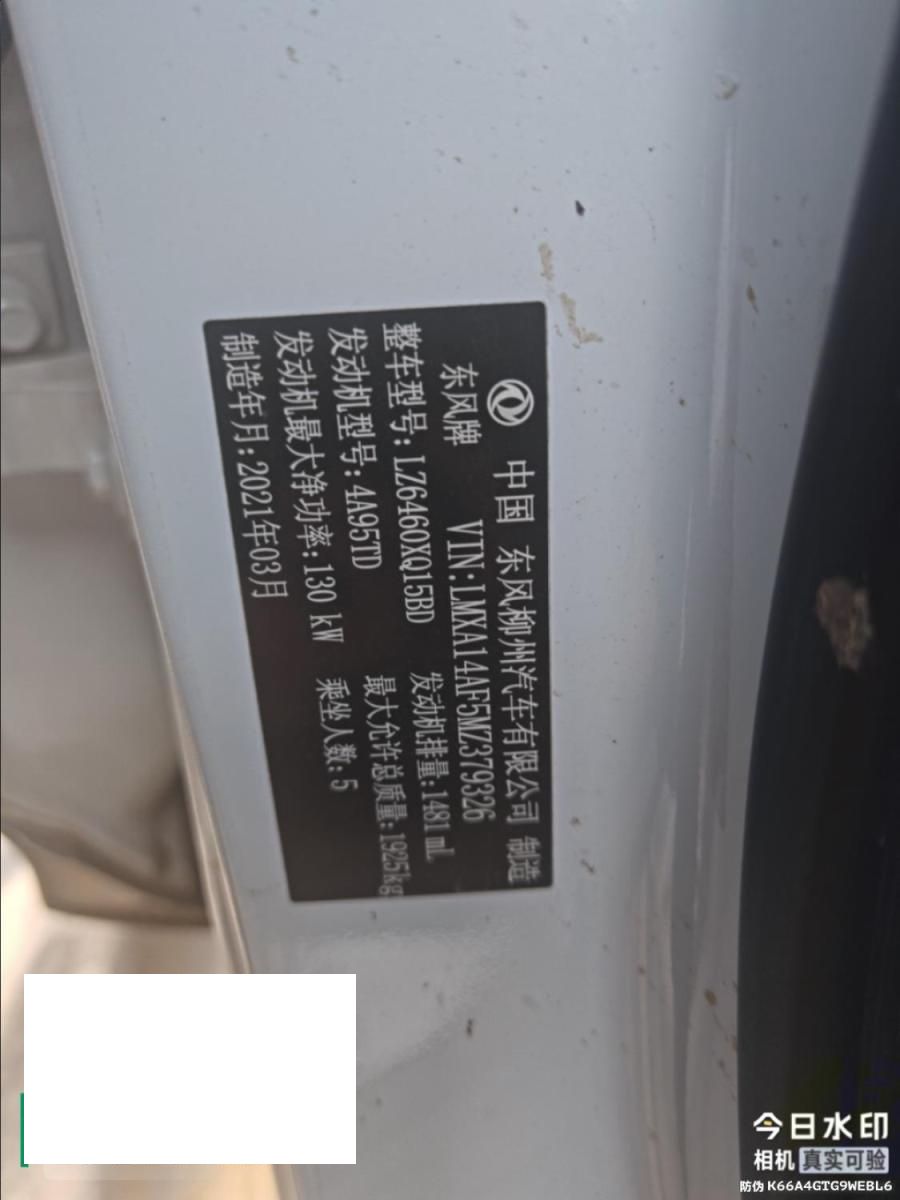 中国 东风柳州汽车有限公司 制造
东风牌 VIN:LMXA14AF5MZ379326
整车型号:LZ6460XQ15BD 发动机排量:1481 mL
发动机型号:4A95TD 最大允许总质量:1925kg
发动机最大净功率:130 kW 乘坐人数:5
制造年月:2021年03月
今日水印
相机 真实可验
防伪 K66A4GTG9WEBL6